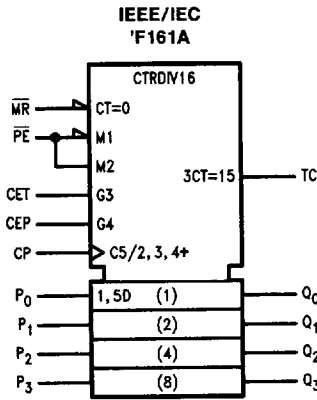 IEEE/IEC
'F161A
CTRDIV16
MR CT=0
PE M1
M2
3CT=15 TC
CET G3
CEP G4
CP C5/2,3,4+
P0 1,5D (1) Q0
P1 (2) Q1
P2 (4) Q2
P3 (8) Q3